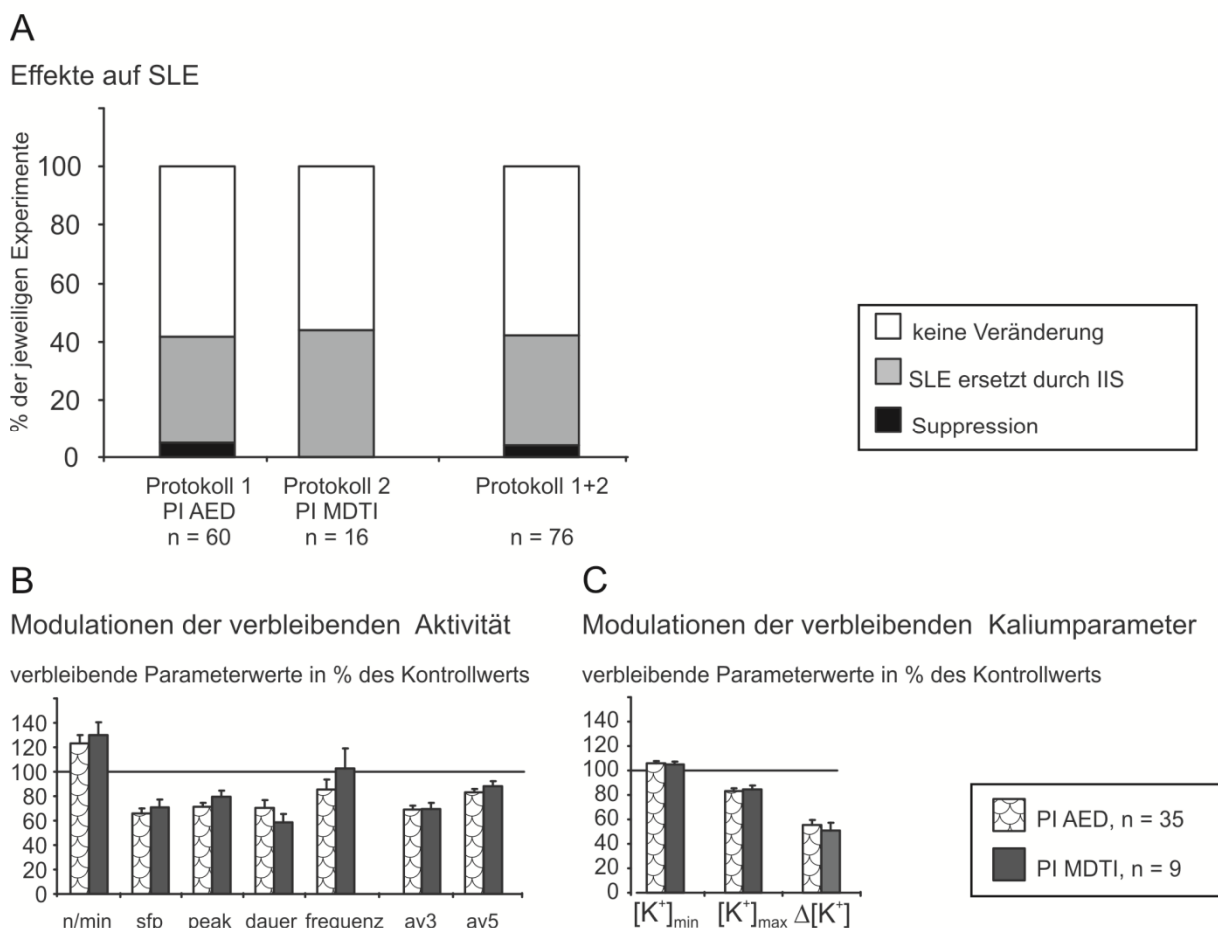 A
Effekte auf SLE
% der jeweiligen Experimente
100
80
60
40
20
0
Protokoll 1
PI AED
n = 60
Protokoll 2
PI MDTI
n = 16
Protokoll 1+2
n = 76
keine Veränderung
SLE ersetzt durch IIS
Suppression
B
Modulationen der verbleibenden Aktivität
verbleibende Parameterwerte in % des Kontrollwerts
140
120
100
80
60
40
20
0
n/min sfp peak dauer frequenz av3 av5
C
Modulationen der verbleibenden Kaliumparameter
verbleibende Parameterwerte in % des Kontrollwerts
140
120
100
80
60
40
20
0
[K⁺]min [K⁺]max Δ[K⁺]
PI AED, n = 35
PI MDTI, n = 9